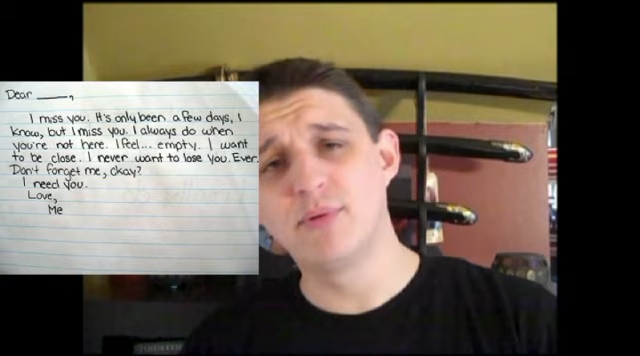 Dear _____,
I miss you. It's only been a few days, I
know, but I miss you. I always do when
you're not here. I feel... empty. I want
to be close. I never want to lose you. Ever.
Don't forget me, okay?
I need you.
Love,
Me